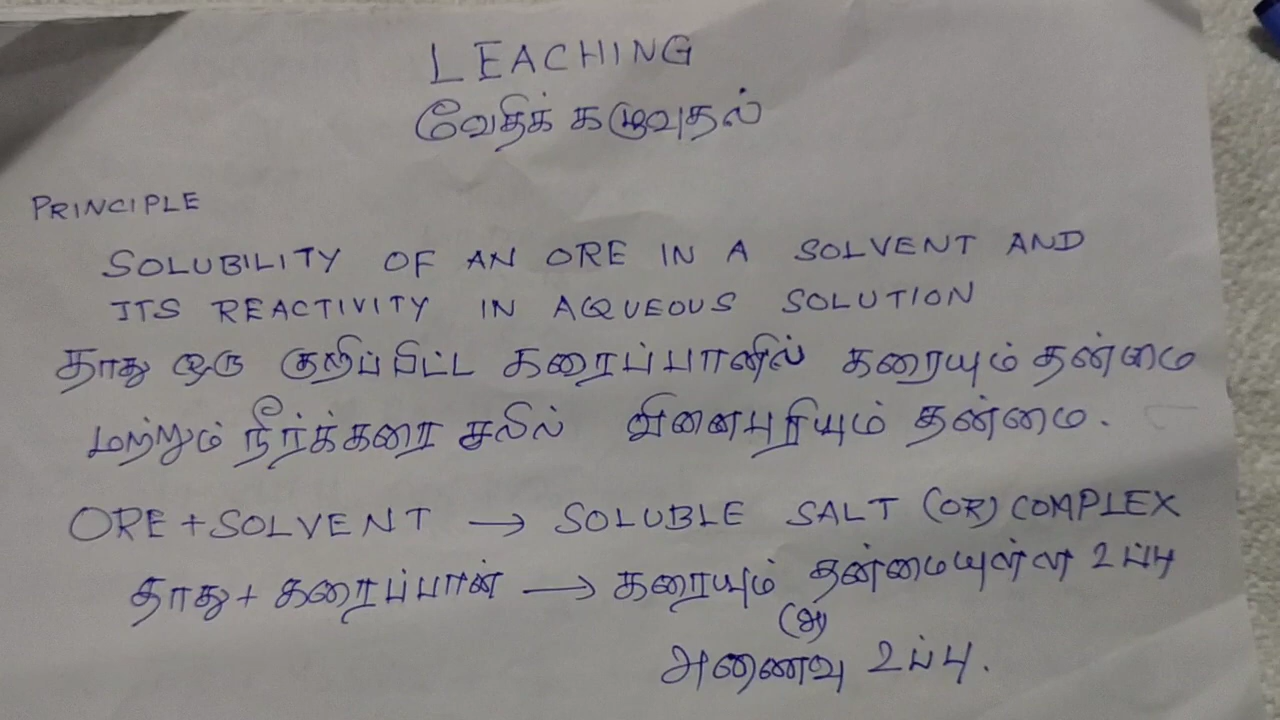 LEACHING
வேதிக் கழுவுதல்
PRINCIPLE
SOLUBILITY OF AN ORE IN A SOLVENT AND
ITS REACTIVITY IN AQUEOUS SOLUTION
தாது ஒரு குறிப்பிட்ட கரைப்பானில் கரையும் தன்மை
மற்றும் நீர்க்கரைசலில் வினைபுரியும் தன்மை.
ORE + SOLVENT → SOLUBLE SALT (OR) COMPLEX
தாது + கரைப்பான் → கரையும் தன்மையுள்ள உப்பு
(அ)
அணைவு உப்பு.